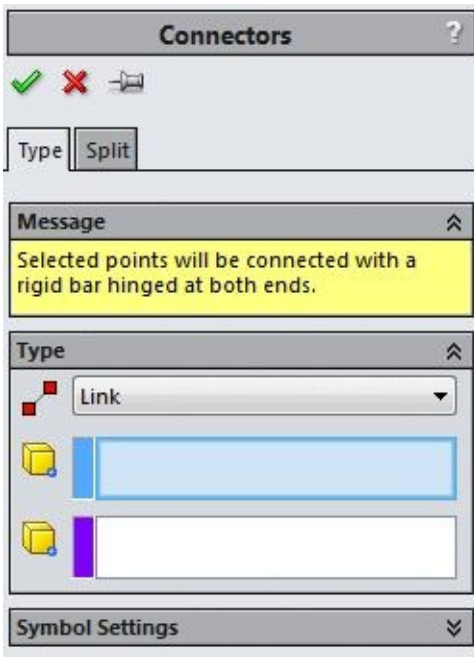 Connectors ?
Type Split
Message
Selected points will be connected with a
rigid bar hinged at both ends.
Type
Link
Symbol Settings